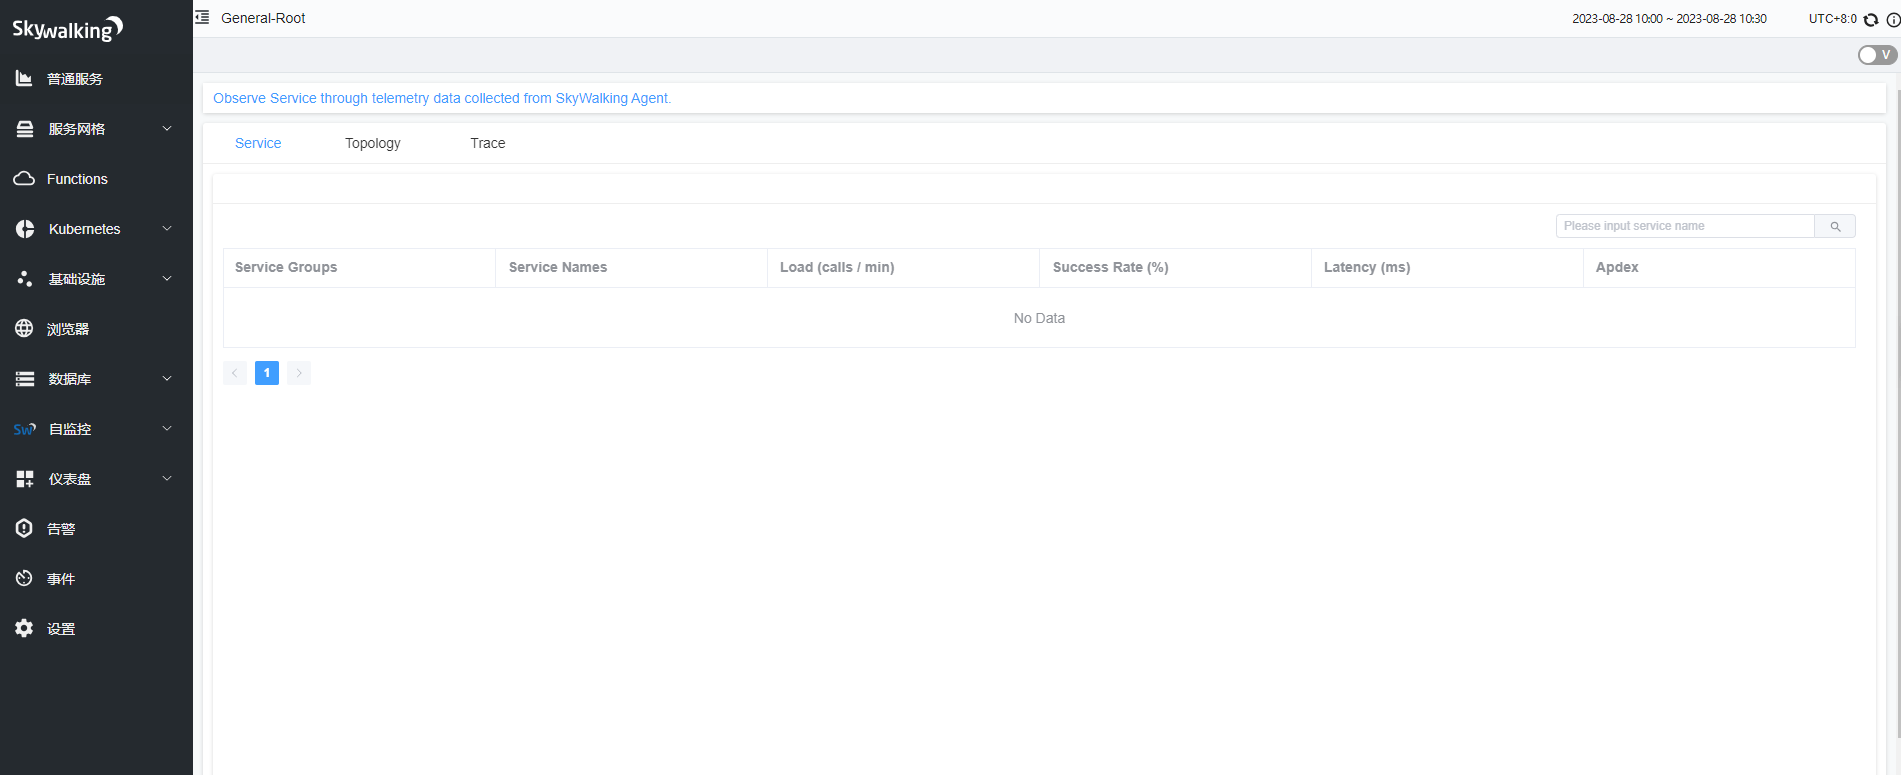 Skywalking
普通服务
服务网格
Functions
Kubernetes
基础设施
浏览器
数据库
Sw
自监控
仪表盘
告警
事件
设置
General-Root
2023-08-28 10:00 ~ 2023-08-28 10:30
UTC+8:0
V
Observe Service through telemetry data collected from SkyWalking Agent.
Service
Topology
Trace
Please input service name
Service Groups
Service Names
Load (calls / min)
Success Rate (%)
Latency (ms)
Apdex
No Data
1